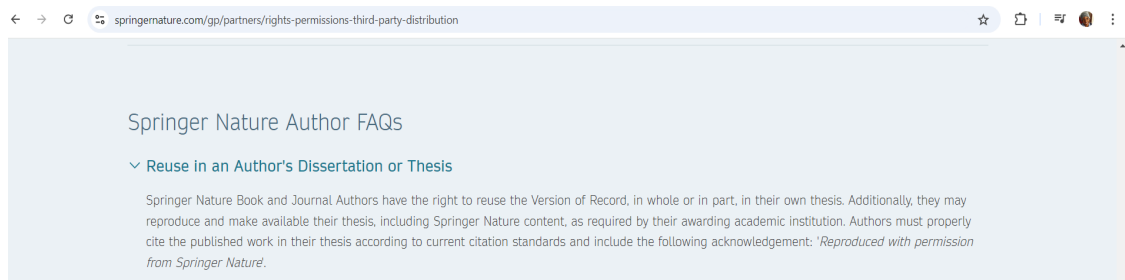 springernature.com/gp/partners/rights-permissions-third-party-distribution
Springer Nature Author FAQs
Reuse in an Author's Dissertation or Thesis
Springer Nature Book and Journal Authors have the right to reuse the Version of Record, in whole or in part, in their own thesis. Additionally, they may
reproduce and make available their thesis, including Springer Nature content, as required by their awarding academic institution. Authors must properly
cite the published work in their thesis according to current citation standards and include the following acknowledgement: 'Reproduced with permission
from Springer Nature'.